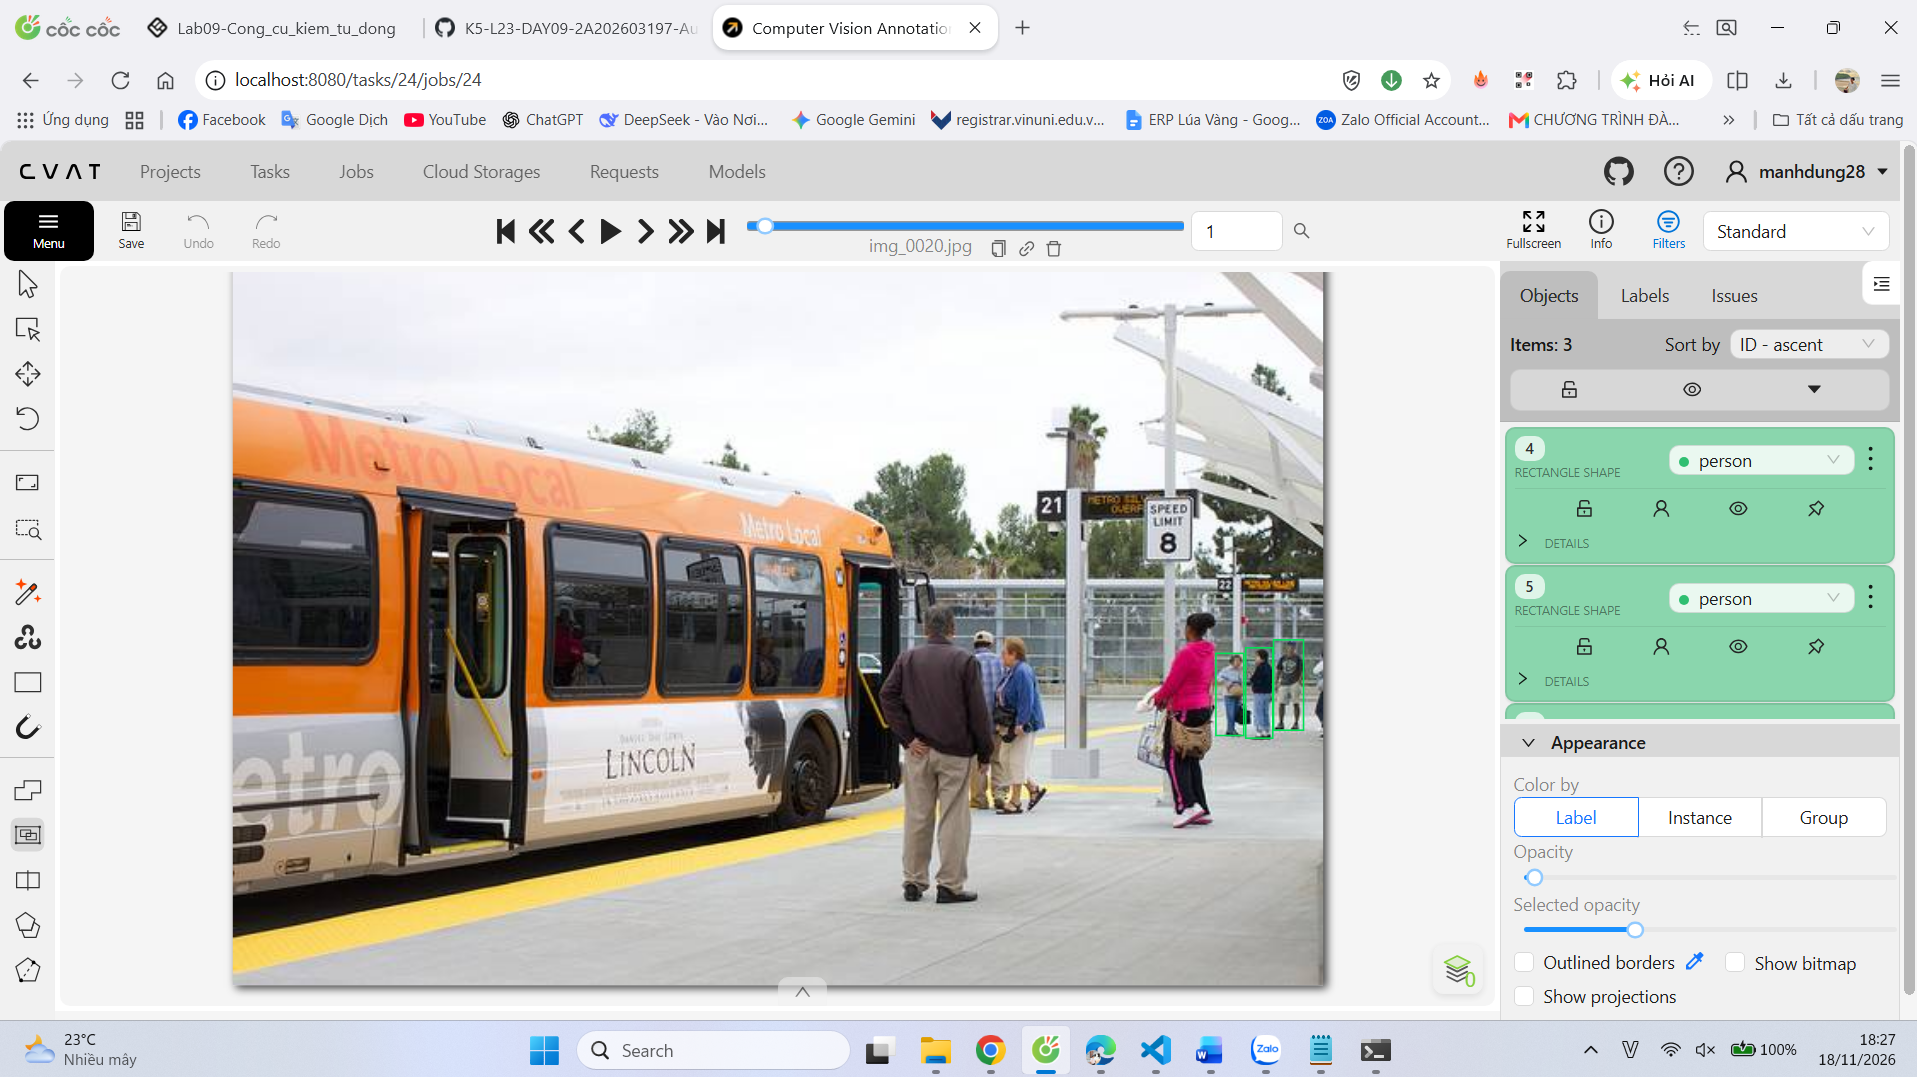 cốc cốc
Lab09-Cong_cu_kiem_tu_dong
K5-L23-DAY09-2A202603197-Au
Computer Vision Annotation
localhost:8080/tasks/24/jobs/24
Hỏi AI
Ứng dụng
Facebook
Google Dịch
YouTube
ChatGPT
DeepSeek - Vào Nơi...
Google Gemini
registrar.vinuni.edu.v...
ERP Lúa Vàng - Goog...
Zalo Official Account...
CHƯƠNG TRÌNH ĐÀ...
Tất cả dấu trang
CVAT
Projects
Tasks
Jobs
Cloud Storages
Requests
Models
manhdung28
Menu
Save
Undo
Redo
img_0020.jpg
1
Fullscreen
Info
Filters
Standard
Objects
Labels
Issues
Items: 3
Sort by
ID - ascent
4
RECTANGLE SHAPE
person
DETAILS
5
RECTANGLE SHAPE
person
DETAILS
Appearance
Color by
Label
Instance
Group
Opacity
Selected opacity
Outlined borders
Show bitmap
Show projections
Metro Local
Metro Local
21
METRO SILVER
SPEED
LIMIT
8
22
LINCOLN
etro
0
23°C
Nhiều mây
Search
Zalo
100%
18:27
18/11/2026